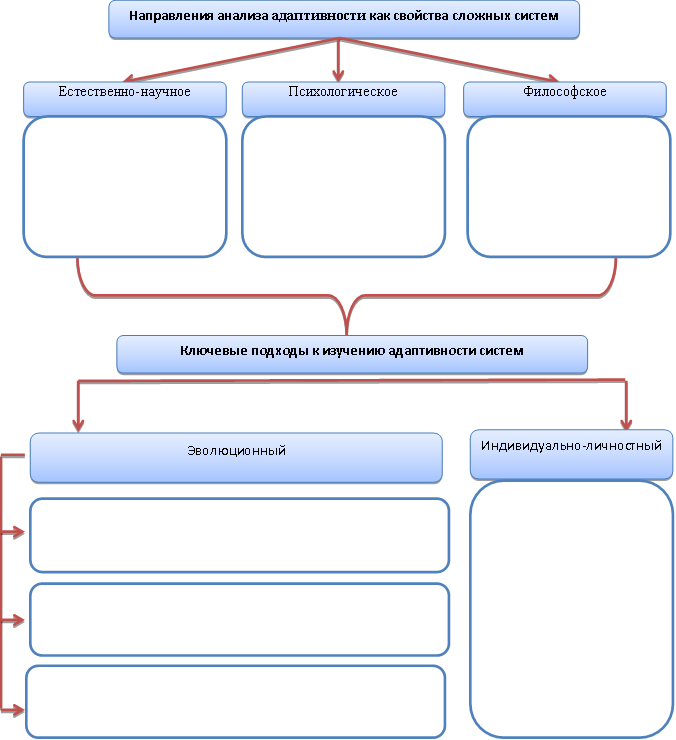 Направления анализа адаптивности как свойства сложных систем
Естественно-научное
Психологическое
Философское
Ключевые подходы к изучению адаптивности систем
Эволюционный
Индивидуально-личностный